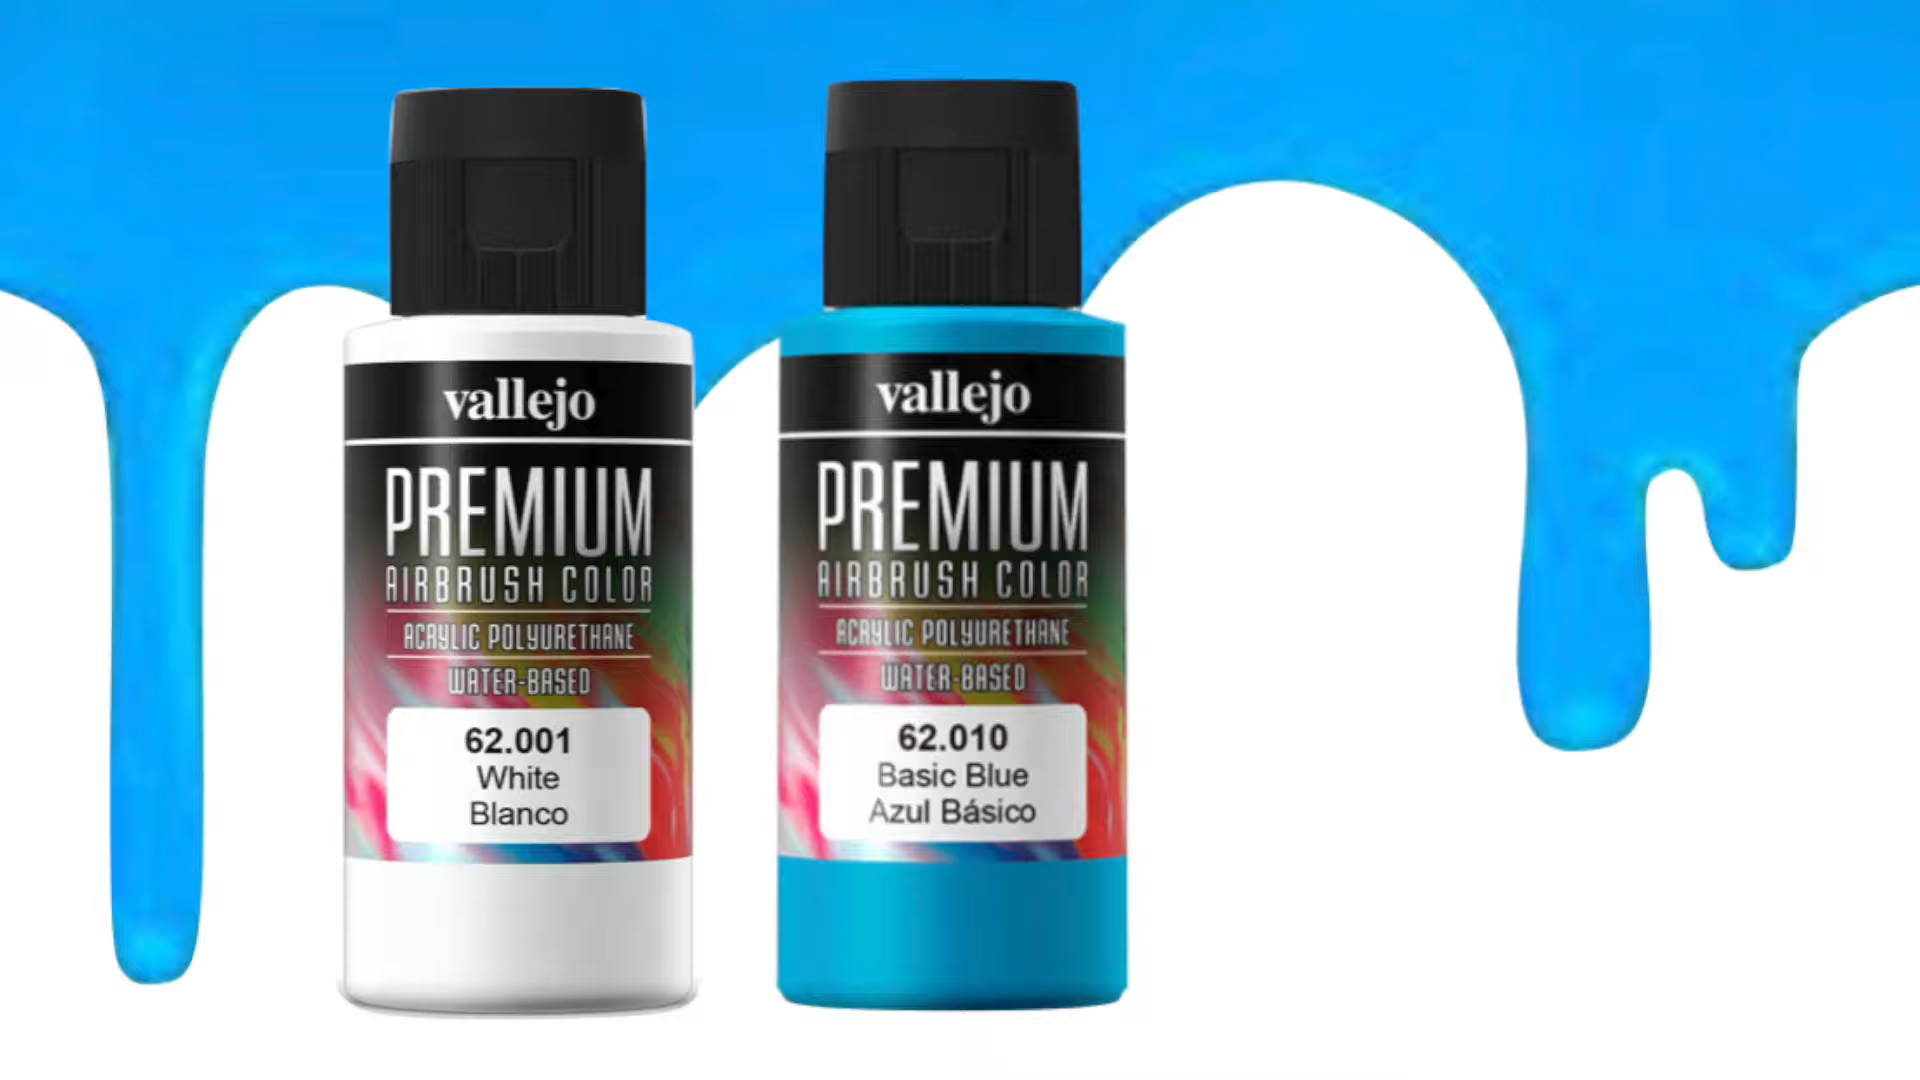 vallejo
PREMIUM
AIRBRUSH COLOR
ACRYLIC POLYURETHANE
WATER-BASED
62.001
White
Blanco
vallejo
PREMIUM
AIRBRUSH COLOR
ACRYLIC POLYURETHANE
WATER-BASED
62.010
Basic Blue
Azul Básico